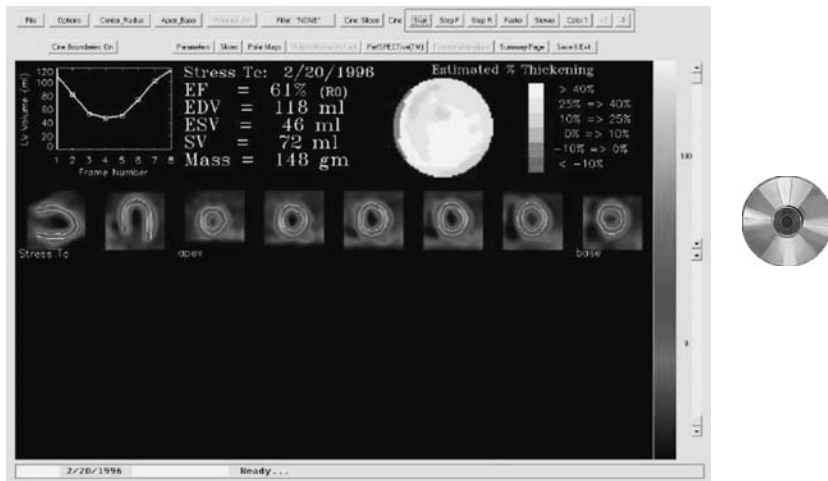 File Options Center_Radius Apex_Base Filter "NONE" Cine Slices Cine Stop Step F Step R Faster Slower Color 1
Cine Boundaries: On Parameters Slices Polar Maps PerfSPECTive(TM) Summary Page Save & Exit
Stress Tc: 2/20/1996
EF = 61% (R0)
EDV = 118 ml
ESV = 46 ml
SV = 72 ml
Mass = 148 gm
LV Volume (ml)
120
100
80
60
40
20
0
1 2 3 4 5 6 7 8
Frame Number
Estimated % Thickening
> 40%
25% => 40%
10% => 25%
0% => 10%
-10% => 0%
< -10%
100
0
Stress Tc apex base
2/20/1996 Ready...